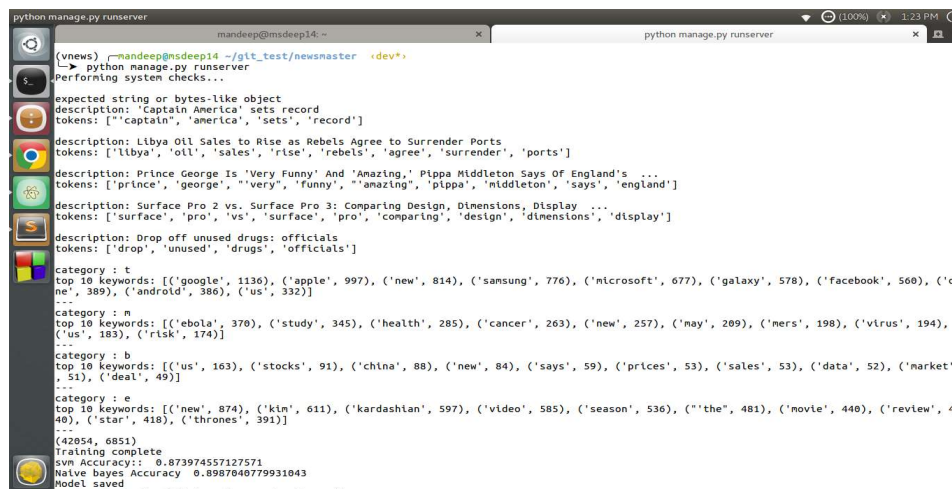 python manage.py runserver
(100%) 1:23 PM
mandeep@msdeep14: ~
python manage.py runserver
(vnews) mandeep@msdeep14 ~/git_test/newsmaster ‹dev*›
python manage.py runserver
Performing system checks...
expected string or bytes-like object
description: 'Captain America' sets record
tokens: ["'captain", 'america', 'sets', 'record']
description: Libya Oil Sales to Rise as Rebels Agree to Surrender Ports
tokens: ['libya', 'oil', 'sales', 'rise', 'rebels', 'agree', 'surrender', 'ports']
description: Prince George Is 'Very Funny' And 'Amazing,' Pippa Middleton Says Of England's ...
tokens: ['prince', 'george', "'very", 'funny', "'amazing", 'pippa', 'middleton', 'says', 'england']
description: Surface Pro 2 vs. Surface Pro 3: Comparing Design, Dimensions, Display ...
tokens: ['surface', 'pro', 'vs', 'surface', 'pro', 'comparing', 'design', 'dimensions', 'display']
description: Drop off unused drugs: officials
tokens: ['drop', 'unused', 'drugs', 'officials']
category : t
top 10 keywords: [('google', 1136), ('apple', 997), ('new', 814), ('samsung', 776), ('microsoft', 677), ('galaxy', 578), ('facebook', 560), ('
ne', 389), ('android', 386), ('us', 332)]
---
category : m
top 10 keywords: [('ebola', 370), ('study', 345), ('health', 285), ('cancer', 263), ('new', 257), ('may', 209), ('mers', 198), ('virus', 194),
('us', 183), ('risk', 174)]
---
category : b
top 10 keywords: [('us', 163), ('stocks', 91), ('china', 88), ('new', 84), ('says', 59), ('prices', 53), ('sales', 53), ('data', 52), ('market'
, 51), ('deal', 49)]
---
category : e
top 10 keywords: [('new', 874), ('kim', 611), ('kardashian', 597), ('video', 585), ('season', 536), ("'the", 481), ('movie', 440), ('review',
40), ('star', 418), ('thrones', 391)]
---
(42054, 6851)
Training complete
svm Accuracy:: 0.873974557127571
Naive bayes Accuracy 0.8987040779931043
Model saved